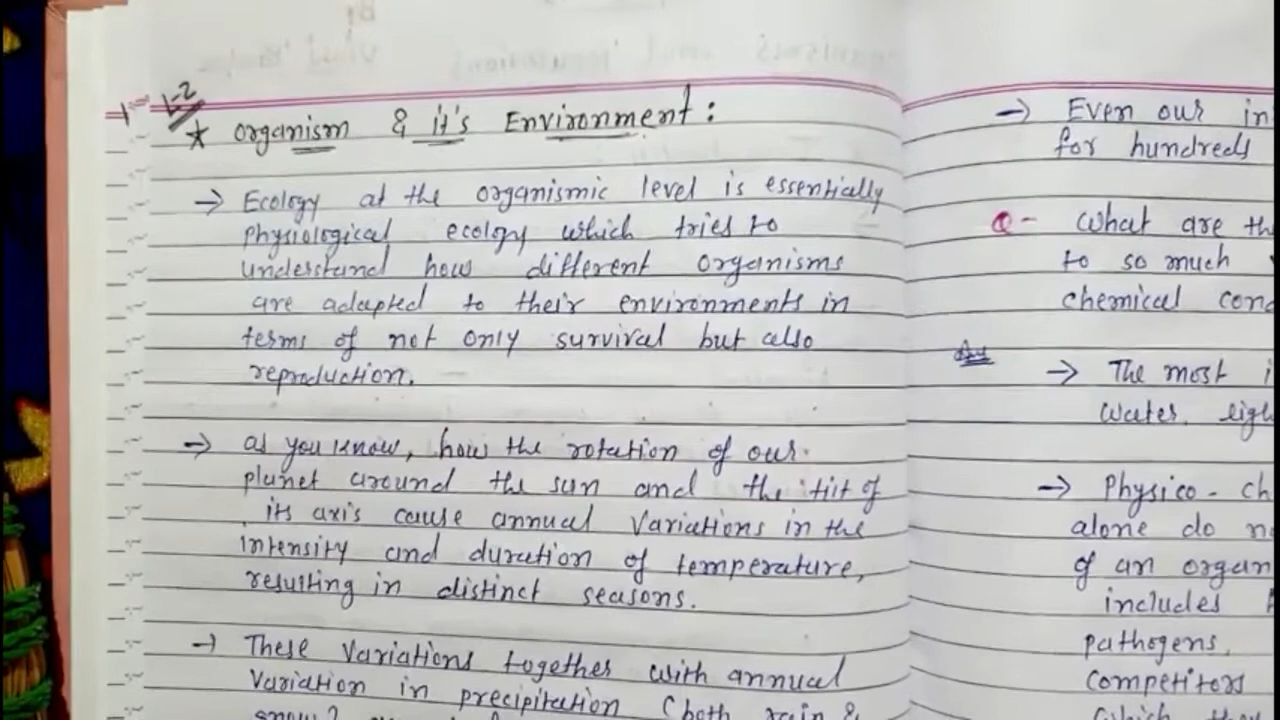 L-2
* Organism & it's Environment :
→ Ecology at the organismic level is essentially
physiological ecology which tries to
understand how different organisms
are adapted to their environments in
terms of not only survival but also
reproduction.
→ as you know, how the rotation of our
planet around the sun and the tilt of
its axis cause annual variations in the
intensity and duration of temperature,
resulting in distinct seasons.
→ These variations together with annual
variation in precipitation (both rain &
→ Even our in
for hundreds
Q- What are th
to so much
chemical cond
Ans
→ The most i
water, ligh
→ Physico - ch
alone do n
of an organ
includes
pathogens,
competitors